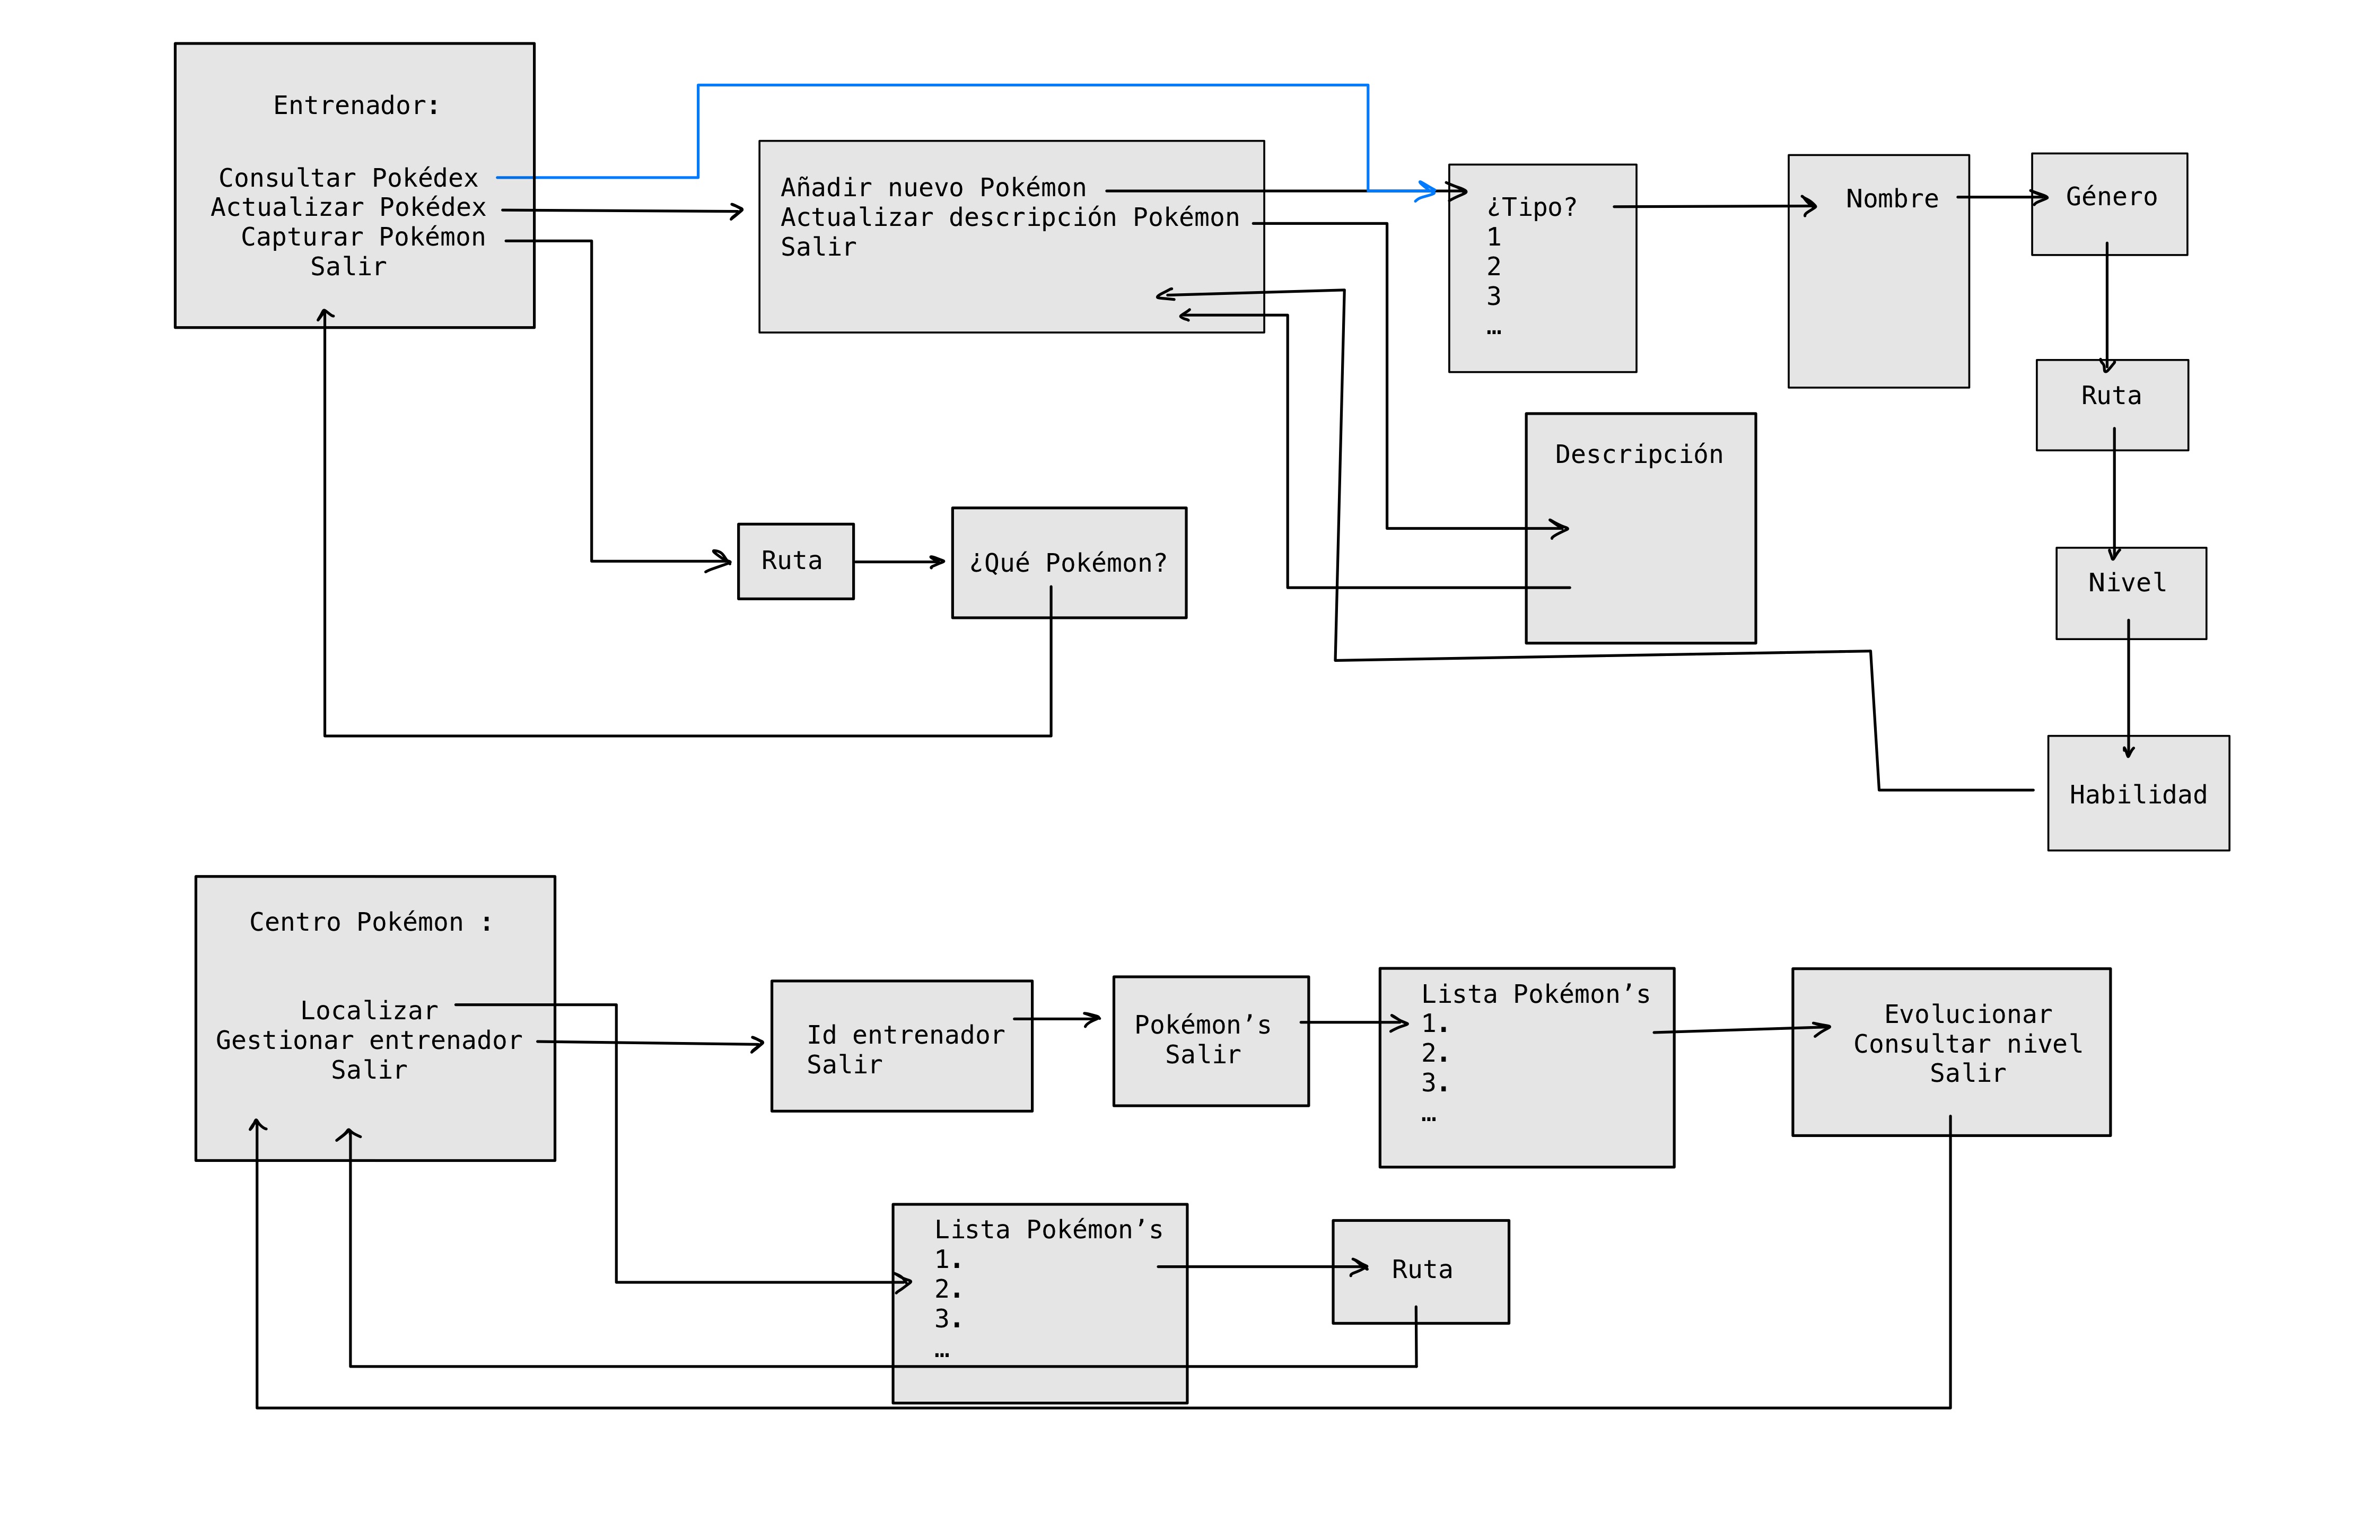 Entrenador:
Consultar Pokédex
Actualizar Pokédex
Capturar Pokémon
Salir
Añadir nuevo Pokémon
Actualizar descripción Pokémon
Salir
¿Tipo?
1
2
3
…
Nombre
Género
Ruta
Descripción
Ruta
¿Qué Pokémon?
Nivel
Habilidad
Centro Pokémon :
Localizar
Gestionar entrenador
Salir
Id entrenador
Salir
Pokémon’s
Salir
Lista Pokémon’s
1.
2.
3.
…
Evolucionar
Consultar nivel
Salir
Lista Pokémon’s
1.
2.
3.
…
Ruta